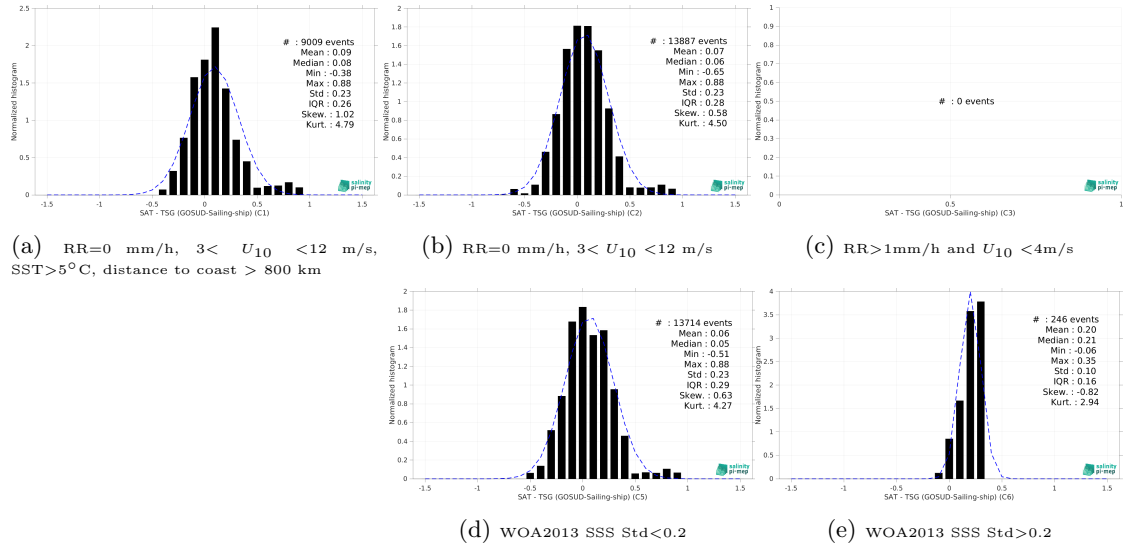 2.5
2
1.5
1
0.5
0
Normalized histogram
# : 9009 events
Mean : 0.09
Median : 0.08
Min : -0.38
Max : 0.88
Std : 0.23
IQR : 0.26
Skew. : 1.02
Kurt. : 4.79
salinity
pi-mep
-1.5 -1 -0.5 0 0.5 1 1.5
SAT - TSG (GOSUD-Sailing-ship) (C1)
(a) RR=0 mm/h, 3< U10 <12 m/s,
SST>5°C, distance to coast > 800 km
2
1.8
1.6
1.4
1.2
1
0.8
0.6
0.4
0.2
0
Normalized histogram
# : 13887 events
Mean : 0.07
Median : 0.06
Min : -0.65
Max : 0.88
Std : 0.23
IQR : 0.28
Skew. : 0.58
Kurt. : 4.50
salinity
pi-mep
-1.5 -1 -0.5 0 0.5 1 1.5
SAT - TSG (GOSUD-Sailing-ship) (C2)
(b) RR=0 mm/h, 3< U10 <12 m/s
1
0.9
0.8
0.7
0.6
0.5
0.4
0.3
0.2
0.1
0
Normalized histogram
# : 0 events
salinity
pi-mep
0 0.5 1
SAT - TSG (GOSUD-Sailing-ship) (C3)
(c) RR>1mm/h and U10 <4m/s
2
1.8
1.6
1.4
1.2
1
0.8
0.6
0.4
0.2
0
Normalized histogram
# : 13714 events
Mean : 0.06
Median : 0.05
Min : -0.51
Max : 0.88
Std : 0.23
IQR : 0.29
Skew. : 0.63
Kurt. : 4.27
salinity
pi-mep
-1.5 -1 -0.5 0 0.5 1 1.5
SAT - TSG (GOSUD-Sailing-ship) (C5)
(d) WOA2013 SSS Std<0.2
4
3.5
3
2.5
2
1.5
1
0.5
0
Normalized histogram
# : 246 events
Mean : 0.20
Median : 0.21
Min : -0.06
Max : 0.35
Std : 0.10
IQR : 0.16
Skew. : -0.82
Kurt. : 2.94
salinity
pi-mep
-1.5 -1 -0.5 0 0.5 1 1.5
SAT - TSG (GOSUD-Sailing-ship) (C6)
(e) WOA2013 SSS Std>0.2